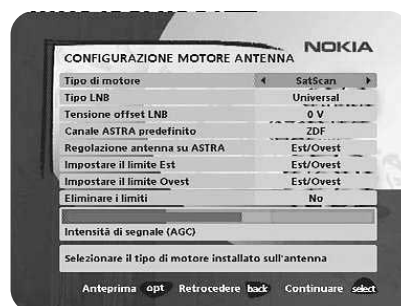 NOKIA
CONFIGURAZIONE MOTORE ANTENNA
Tipo di motore SatScan
Tipo LNB Universal
Tensione offset LNB 0 V
Canale ASTRA predefinito ZDF
Regolazione antenna su ASTRA Est/Ovest
Impostare il limite Est Est/Ovest
Impostare il limite Ovest Est/Ovest
Eliminare i limiti No
Intensità di segnale (AGC)
Selezionare il tipo di motore installato sull'antenna
Anteprima opt Retrocedere back Continuare select